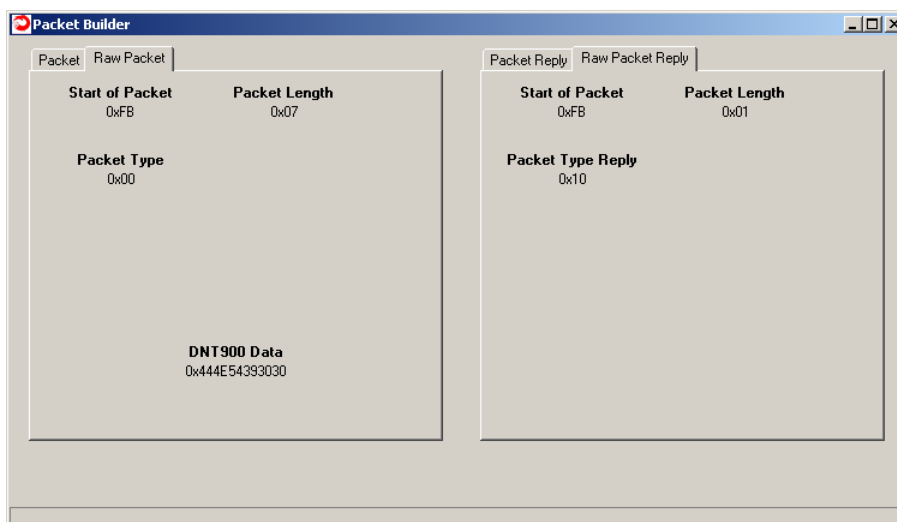 Packet Builder
Packet Raw Packet
Start of Packet Packet Length
0xFB 0x07
Packet Type
0x00
DNT900 Data
0x444E54393030
Packet Reply Raw Packet Reply
Start of Packet Packet Length
0xFB 0x01
Packet Type Reply
0x10